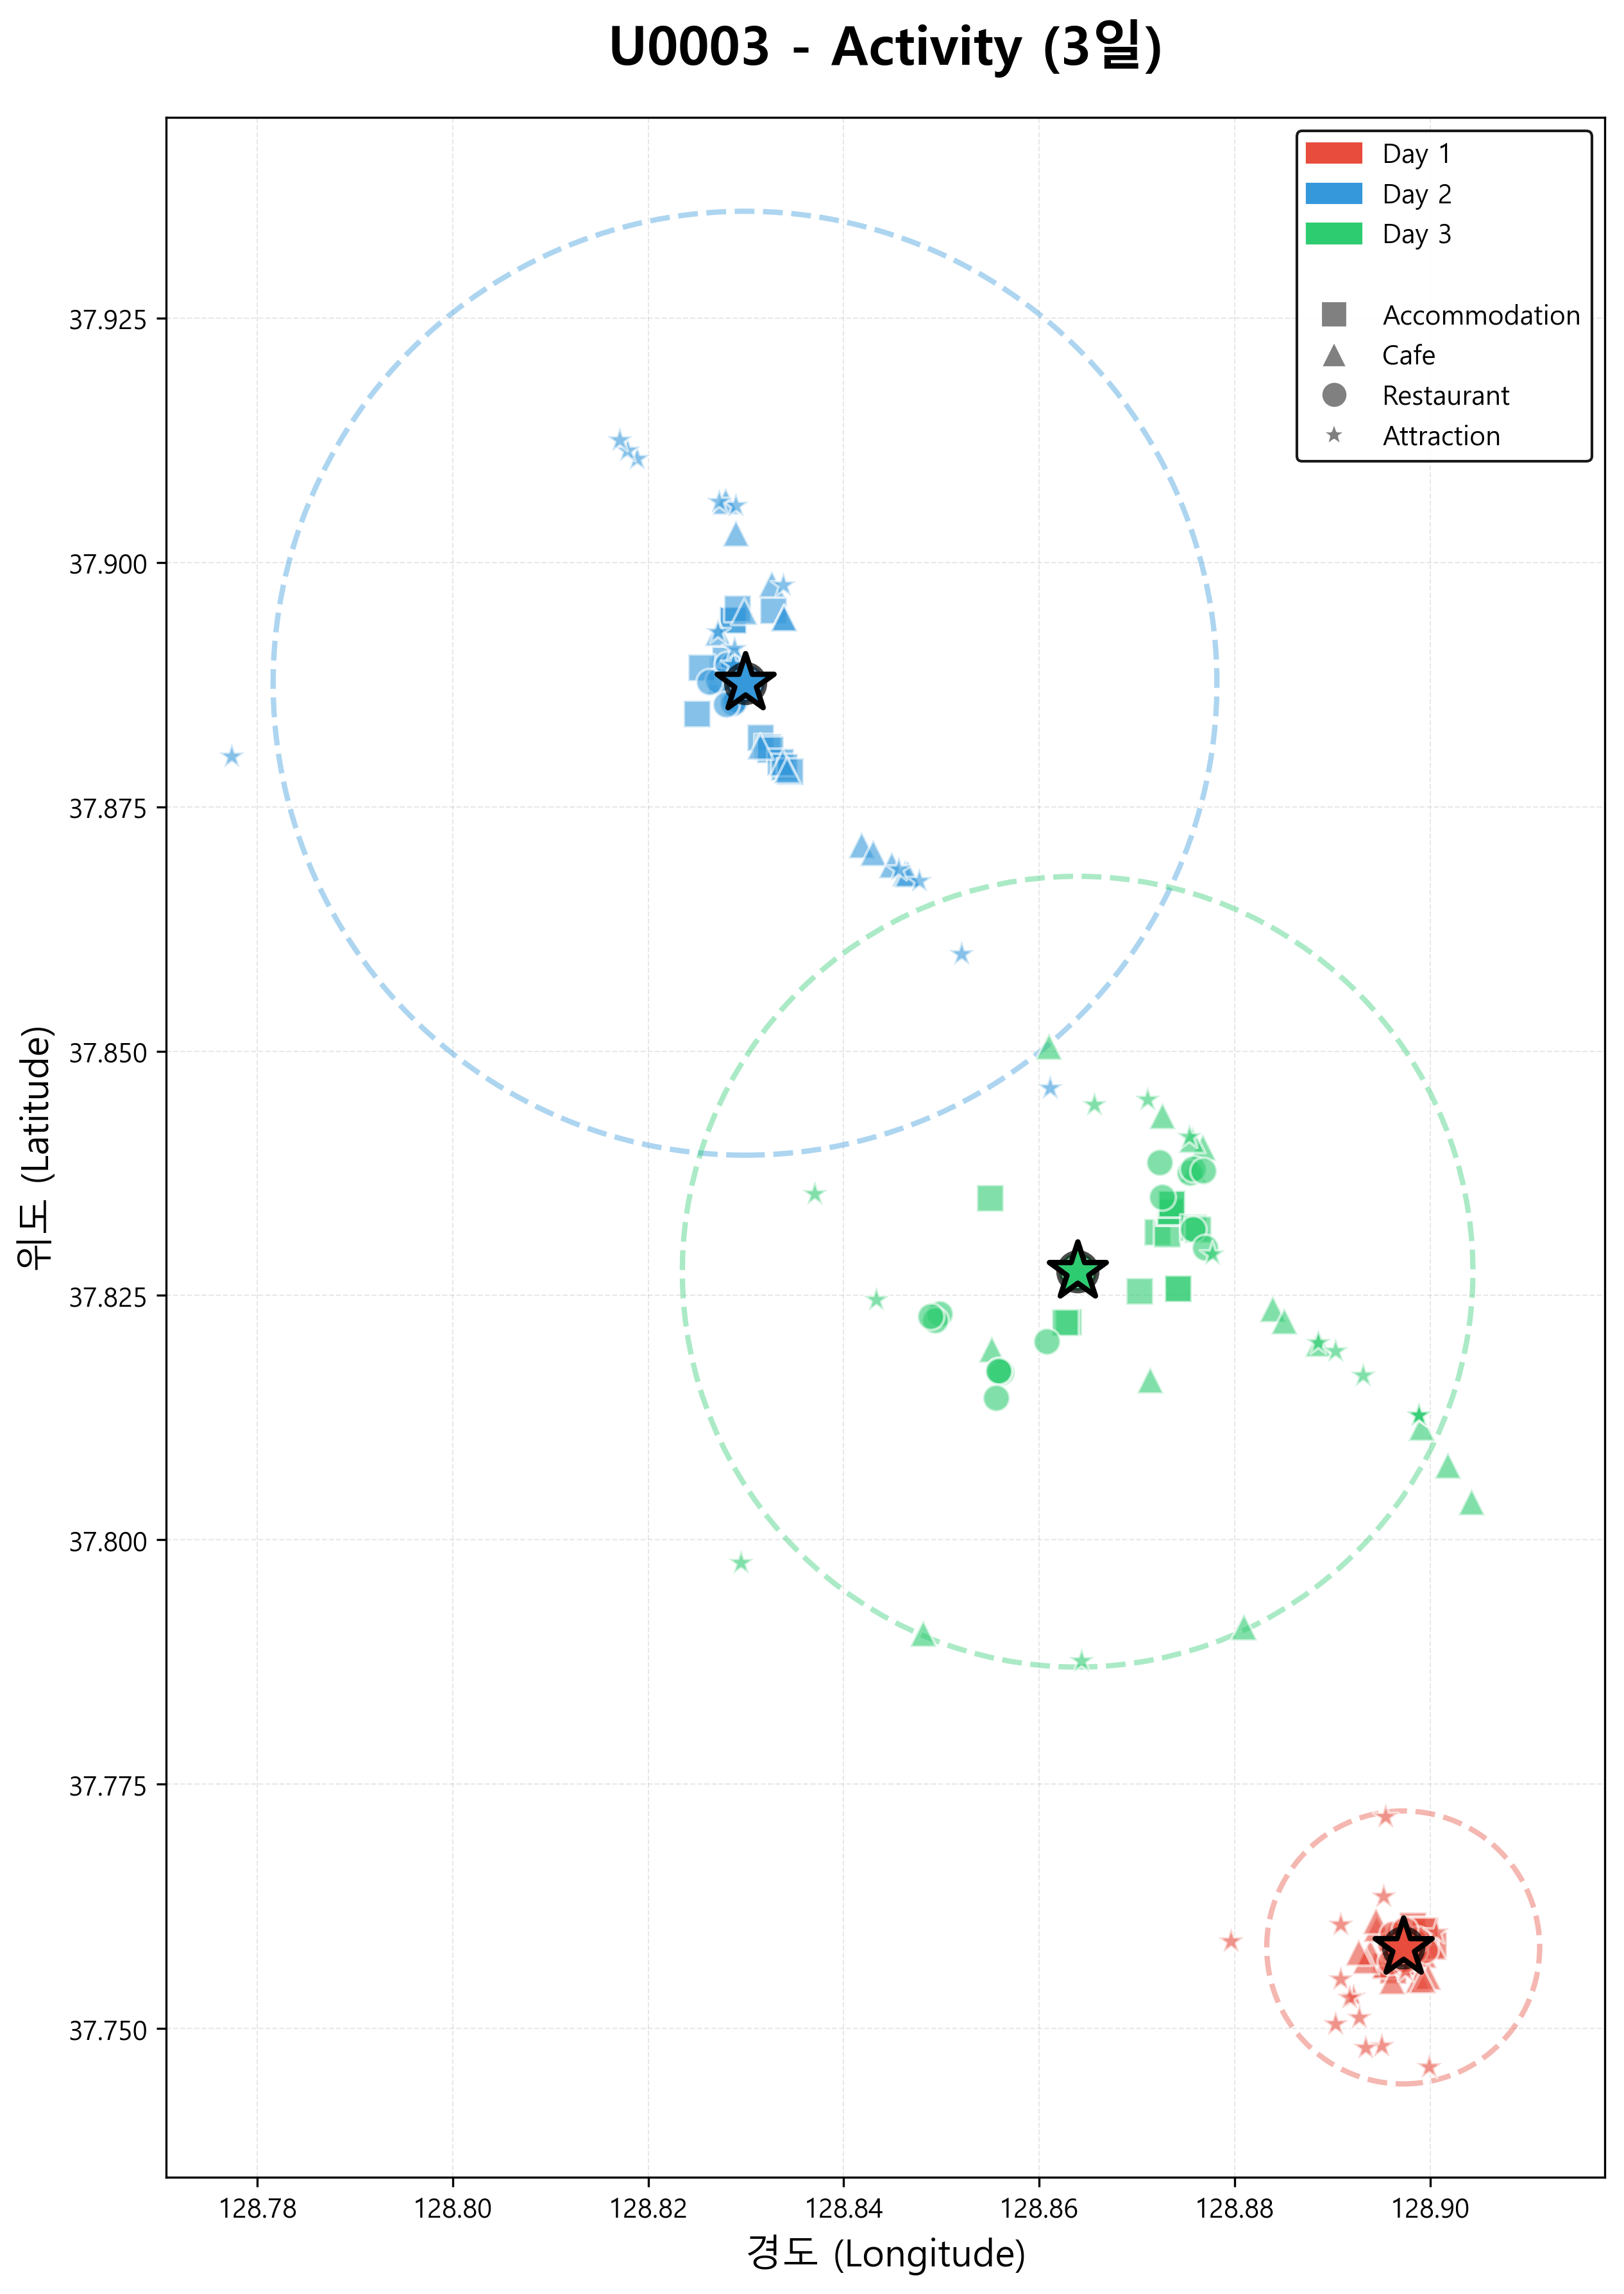 U0003 - Activity (3일)
Day 1
Day 2
Day 3
Accommodation
Cafe
Restaurant
Attraction
위도 (Latitude)
37.925
37.900
37.875
37.850
37.825
37.800
37.775
37.750
128.78 128.80 128.82 128.84 128.86 128.88 128.90
경도 (Longitude)